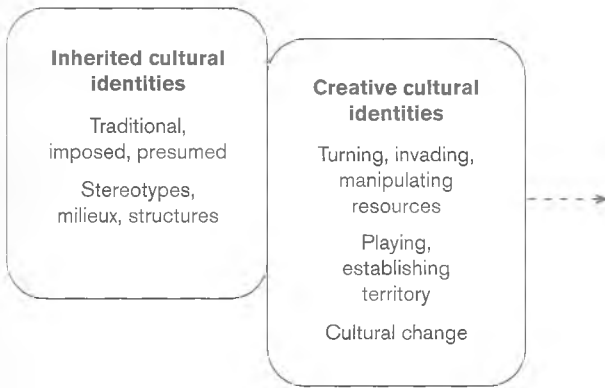 Inherited cultural
identities
Traditional,
imposed, presumed
Stereotypes,
milieux, structures
Creative cultural
identities
Turning, invading,
manipulating
resources
Playing,
establishing
territory
Cultural change